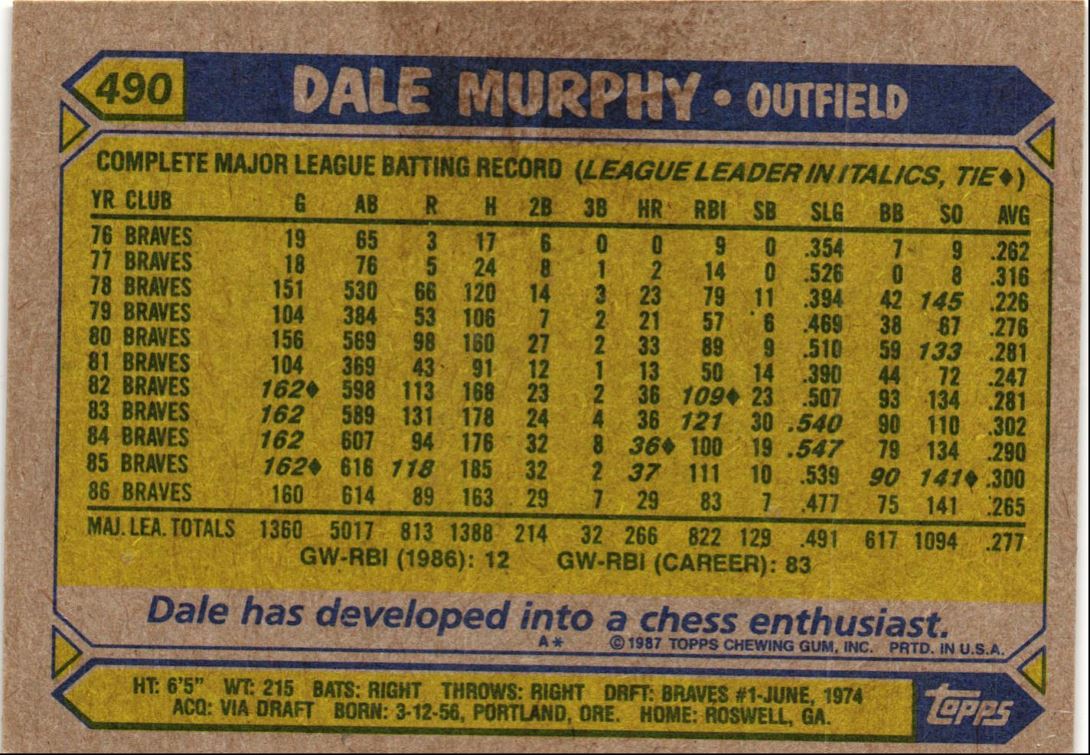 490 DALE MURPHY • OUTFIELD
COMPLETE MAJOR LEAGUE BATTING RECORD (LEAGUE LEADER IN ITALICS, TIE♦)
YR CLUB G AB R H 2B 3B HR RBI SB SLG BB SO AVG
76 BRAVES 19 65 3 17 6 0 0 9 0 .354 7 9 .262
77 BRAVES 18 76 5 24 8 1 2 14 0 .526 0 8 .316
78 BRAVES 151 530 66 120 14 3 23 79 11 .394 42 145 .226
79 BRAVES 104 384 53 106 7 2 21 57 6 .469 38 67 .276
80 BRAVES 156 569 98 160 27 2 33 89 9 .510 59 133 .281
81 BRAVES 104 369 43 91 12 1 13 50 14 .390 44 72 .247
82 BRAVES 162♦ 598 113 168 23 2 36 109♦ 23 .507 93 134 .281
83 BRAVES 162 589 131 178 24 4 36 121 30 .540 90 110 .302
84 BRAVES 162 607 94 176 32 8 36♦ 100 19 .547 79 134 .290
85 BRAVES 162♦ 616 118 185 32 2 37 111 10 .539 90 141♦ .300
86 BRAVES 160 614 89 163 29 7 29 83 7 .477 75 141 .265
MAJ. LEA. TOTALS 1360 5017 813 1388 214 32 266 822 129 .491 617 1094 .277
GW-RBI (1986): 12 GW-RBI (CAREER): 83
Dale has developed into a chess enthusiast.
A* ©1987 TOPPS CHEWING GUM, INC. PRTD. IN U.S.A.
HT: 6'5" WT: 215 BATS: RIGHT THROWS: RIGHT DRFT: BRAVES #1-JUNE, 1974
ACQ: VIA DRAFT BORN: 3-12-56, PORTLAND, ORE. HOME: ROSWELL, GA.
topps